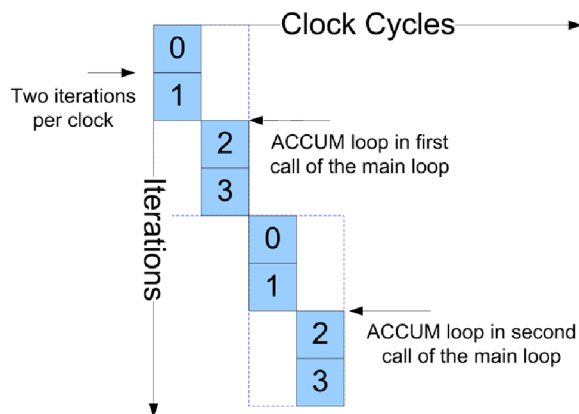 Clock Cycles
0
Two iterations
per clock
1
2
ACCUM loop in first
call of the main loop
3
Iterations
0
1
2
ACCUM loop in second
call of the main loop
3